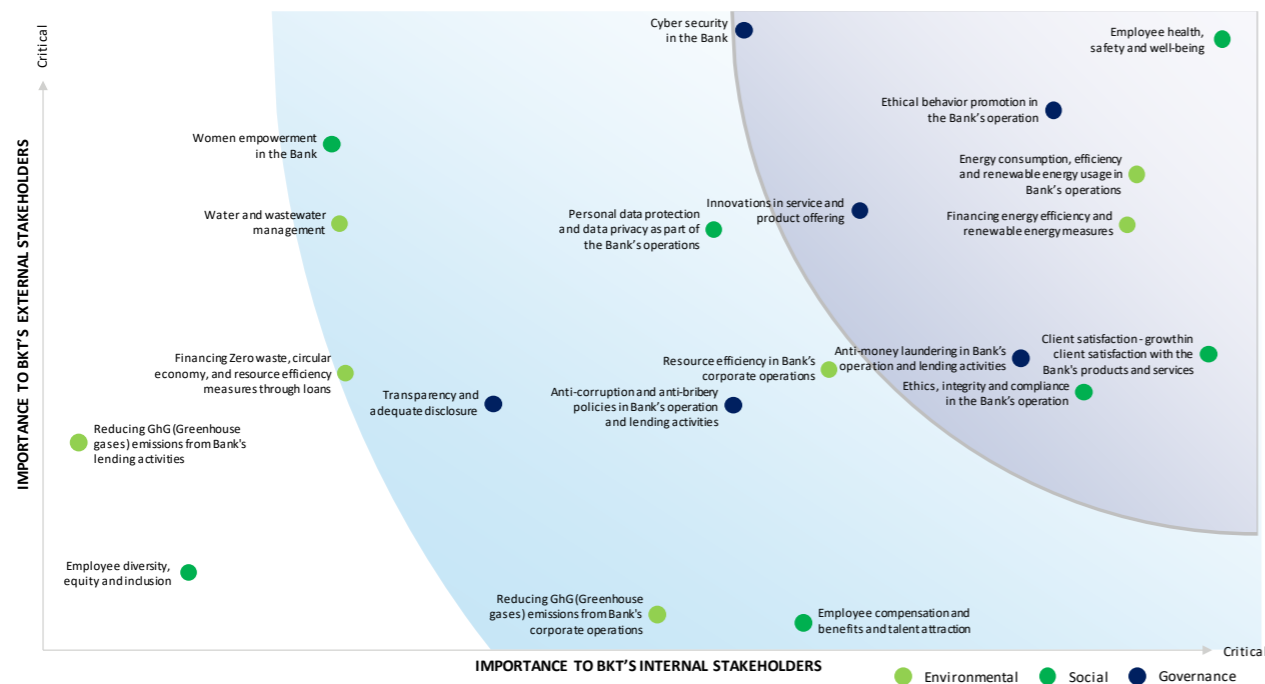 Critical
IMPORTANCE TO BKT'S EXTERNAL STAKEHOLDERS
Cyber security
in the Bank
Employee health,
safety and well-being
Ethical behavior promotion in
the Bank's operation
Women empowerment
in the Bank
Energy consumption, efficiency
and renewable energy usage in
Bank's operations
Water and wastewater
management
Personal data protection
and data privacy as part of
the Bank's operations
Innovations in service and
product offering
Financing energy efficiency and
renewable energy measures
Financing Zero waste, circular
economy, and resource efficiency
measures through loans
Resource efficiency in Bank's
corporate operations
Anti-money laundering in Bank's
operation and lending activities
Client satisfaction - growth in
client satisfaction with the
Bank's products and services
Ethics, integrity and compliance
in the Bank's operation
Transparency and
adequate disclosure
Anti-corruption and anti-bribery
policies in Bank's operation
and lending activities
Reducing GhG (Greenhouse
gases) emissions from Bank's
lending activities
Employee diversity,
equity and inclusion
Reducing GhG (Greenhouse
gases) emissions from Bank's
corporate operations
Employee compensation and
benefits and talent attraction
Critical
IMPORTANCE TO BKT'S INTERNAL STAKEHOLDERS
Environmental
Social
Governance